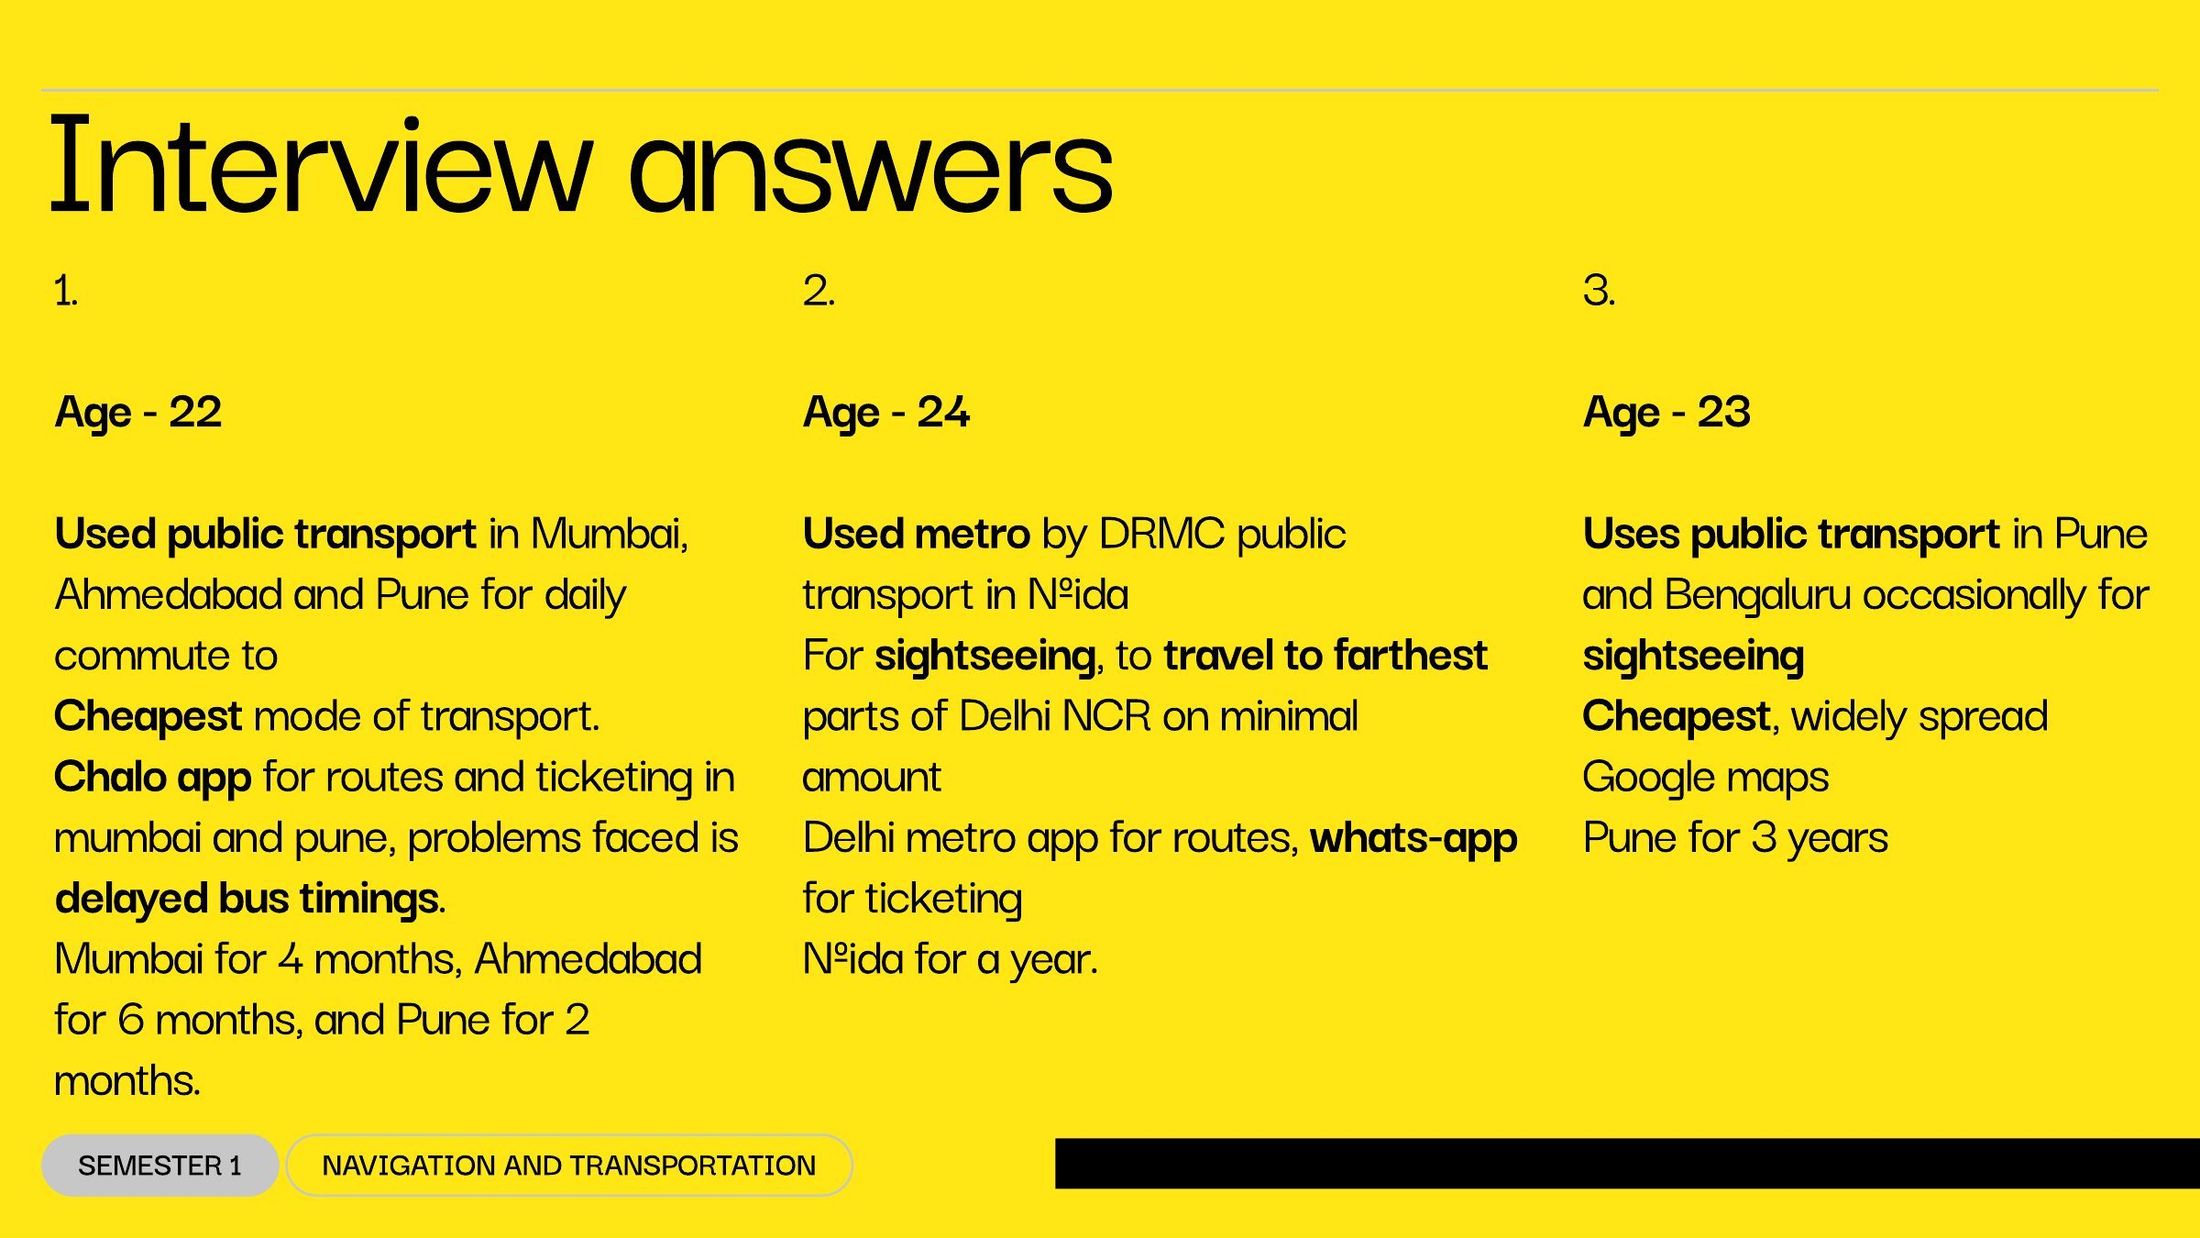 Interview answers
1.
Age - 22
Used public transport in Mumbai,
Ahmedabad and Pune for daily
commute to
Cheapest mode of transport.
Chalo app for routes and ticketing in
mumbai and pune, problems faced is
delayed bus timings.
Mumbai for 4 months, Ahmedabad
for 6 months, and Pune for 2
months.
2.
Age - 24
Used metro by DRMC public
transport in Nºida
For sightseeing, to travel to farthest
parts of Delhi NCR on minimal
amount
Delhi metro app for routes, whats-app
for ticketing
Nºida for a year.
3.
Age - 23
Uses public transport in Pune
and Bengaluru occasionally for
sightseeing
Cheapest, widely spread
Google maps
Pune for 3 years
SEMESTER 1
NAVIGATION AND TRANSPORTATION